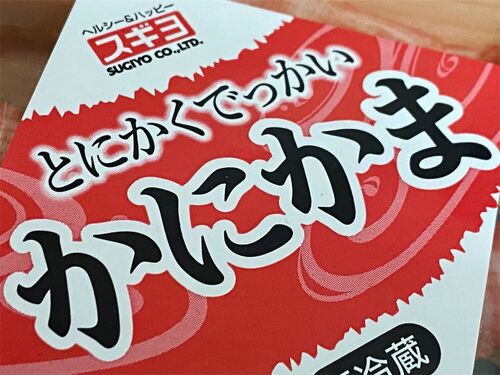 ヘルシー&ハッピー
スギヨ
SUGIYO CO.,LTD.
とにかくでっかい
かにかま
冷蔵